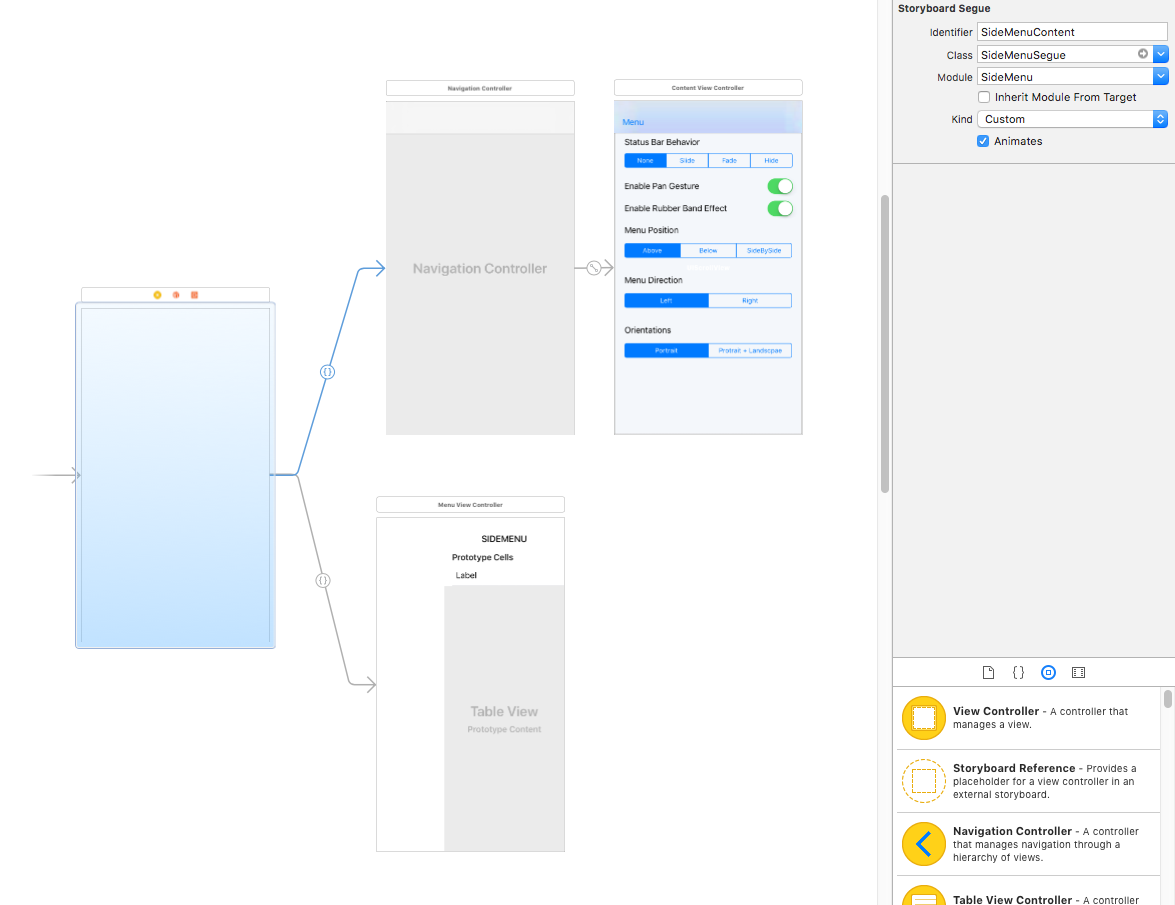 Storyboard Segue
Identifier SideMenuContent
Class SideMenuSegue
Module SideMenu
Inherit Module From Target
Kind Custom
Animates
Navigation Controller
Navigation Controller
Content View Controller
Menu
Status Bar Behavior
None Slide Fade Hide
Enable Pan Gesture
Enable Rubber Band Effect
Menu Position
Above Below SideBySide
Menu Direction
Left Right
Orientations
Portrait Protrait + Landscpae
Menu View Controller
SIDEMENU
Prototype Cells
Label
Table View
Prototype Content
View Controller - A controller that
manages a view.
Storyboard Reference - Provides a
placeholder for a view controller in an
external storyboard.
Navigation Controller - A controller
that manages navigation through a
hierarchy of views.
Table View Controller - A controller